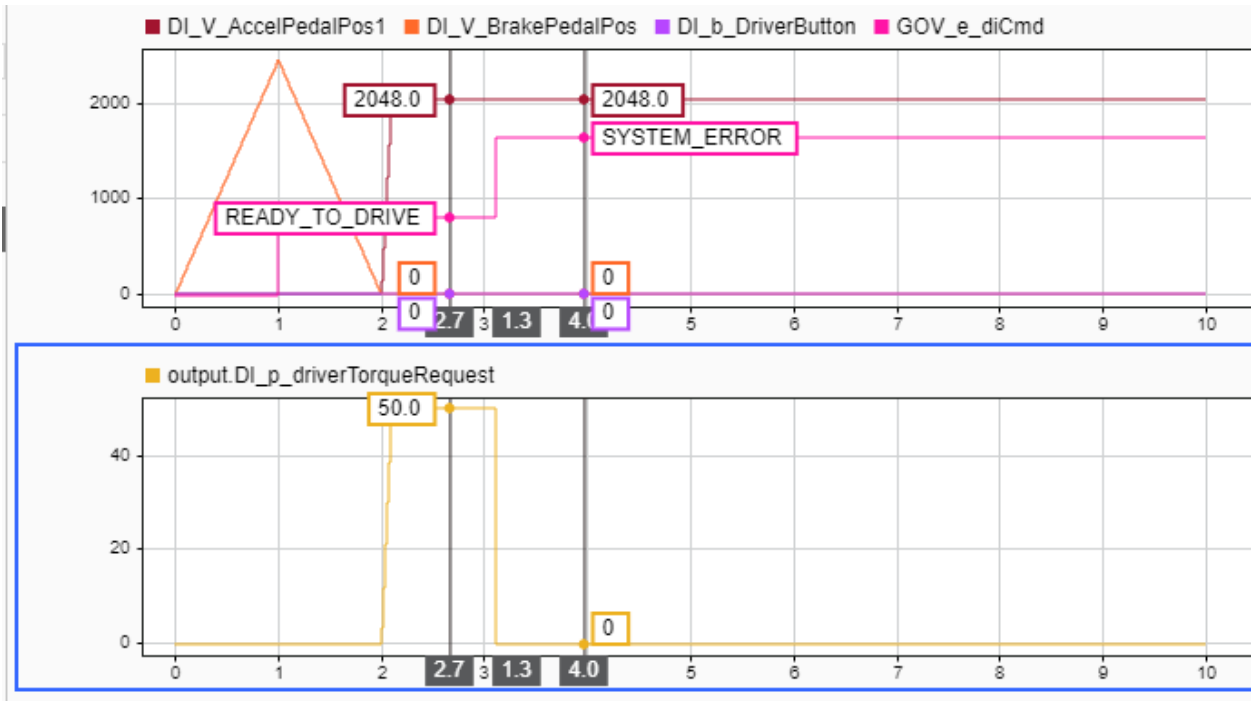 DI_V_AccelPedalPos1 DI_V_BrakePedalPos DI_b_DriverButton GOV_e_diCmd
2000
2048.0 2048.0
SYSTEM_ERROR
1000
READY_TO_DRIVE
0 0
0
0 0
0 1 2 2.7 3 1.3 5 6 7 8 9 10
output.DI_p_driverTorqueRequest
50.0
40
20
0
0
0 1 2 2.7 3 1.3 4.0 5 6 7 8 9 10